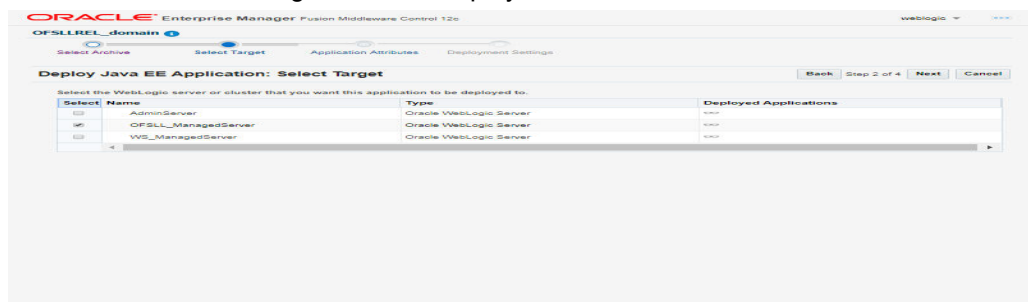 ORACLE Enterprise Manager Fusion Middleware Control 12c weblogic
OFSLLREL_domain
Select Archive Select Target Application Attributes Deployment Settings
Deploy Java EE Application: Select Target Back Step 2 of 4 Next Cancel
Select the WebLogic server or cluster that you want this application to be deployed to.
Select Name Type Deployed Applications
AdminServer Oracle WebLogic Server
OFSLL_ManagedServer Oracle WebLogic Server
WS_ManagedServer Oracle WebLogic Server